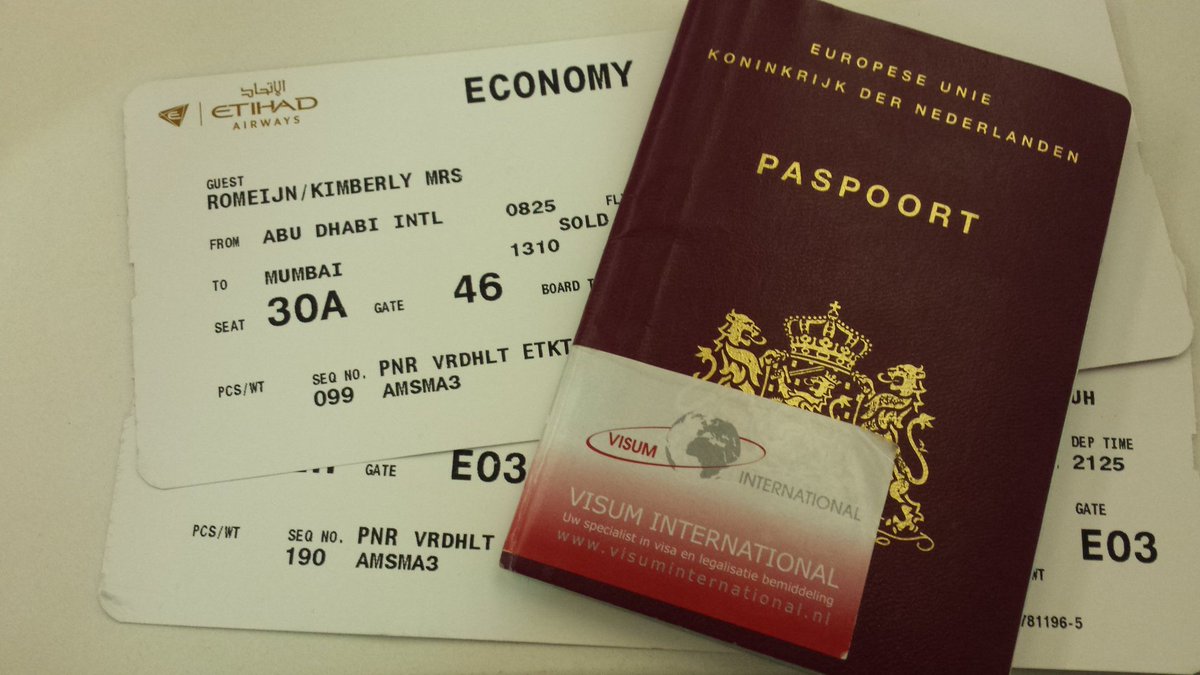 الإتحاد
ETIHAD
AIRWAYS
ECONOMY
GUEST
ROMEIJN/KIMBERLY MRS
FROM ABU DHABI INTL 0825
SOLD
TO MUMBAI 1310
SEAT 30A GATE 46 BOARD
PCS/WT SEQ NO. PNR VRDHLT ETKT
099 AMSMA3
GATE E03
PCS/WT SEQ NO. PNR VRDHLT
190 AMSMA3
EUROPESE UNIE
KONINKRIJK DER NEDERLANDEN
PASPOORT
VISUM
INTERNATIONAL
VISUM INTERNATIONAL
Uw specialist in visa en legalisatie bemiddeling
www.visuminternational.nl
UH
DEP TIME
2125
GATE
E03
781196-5